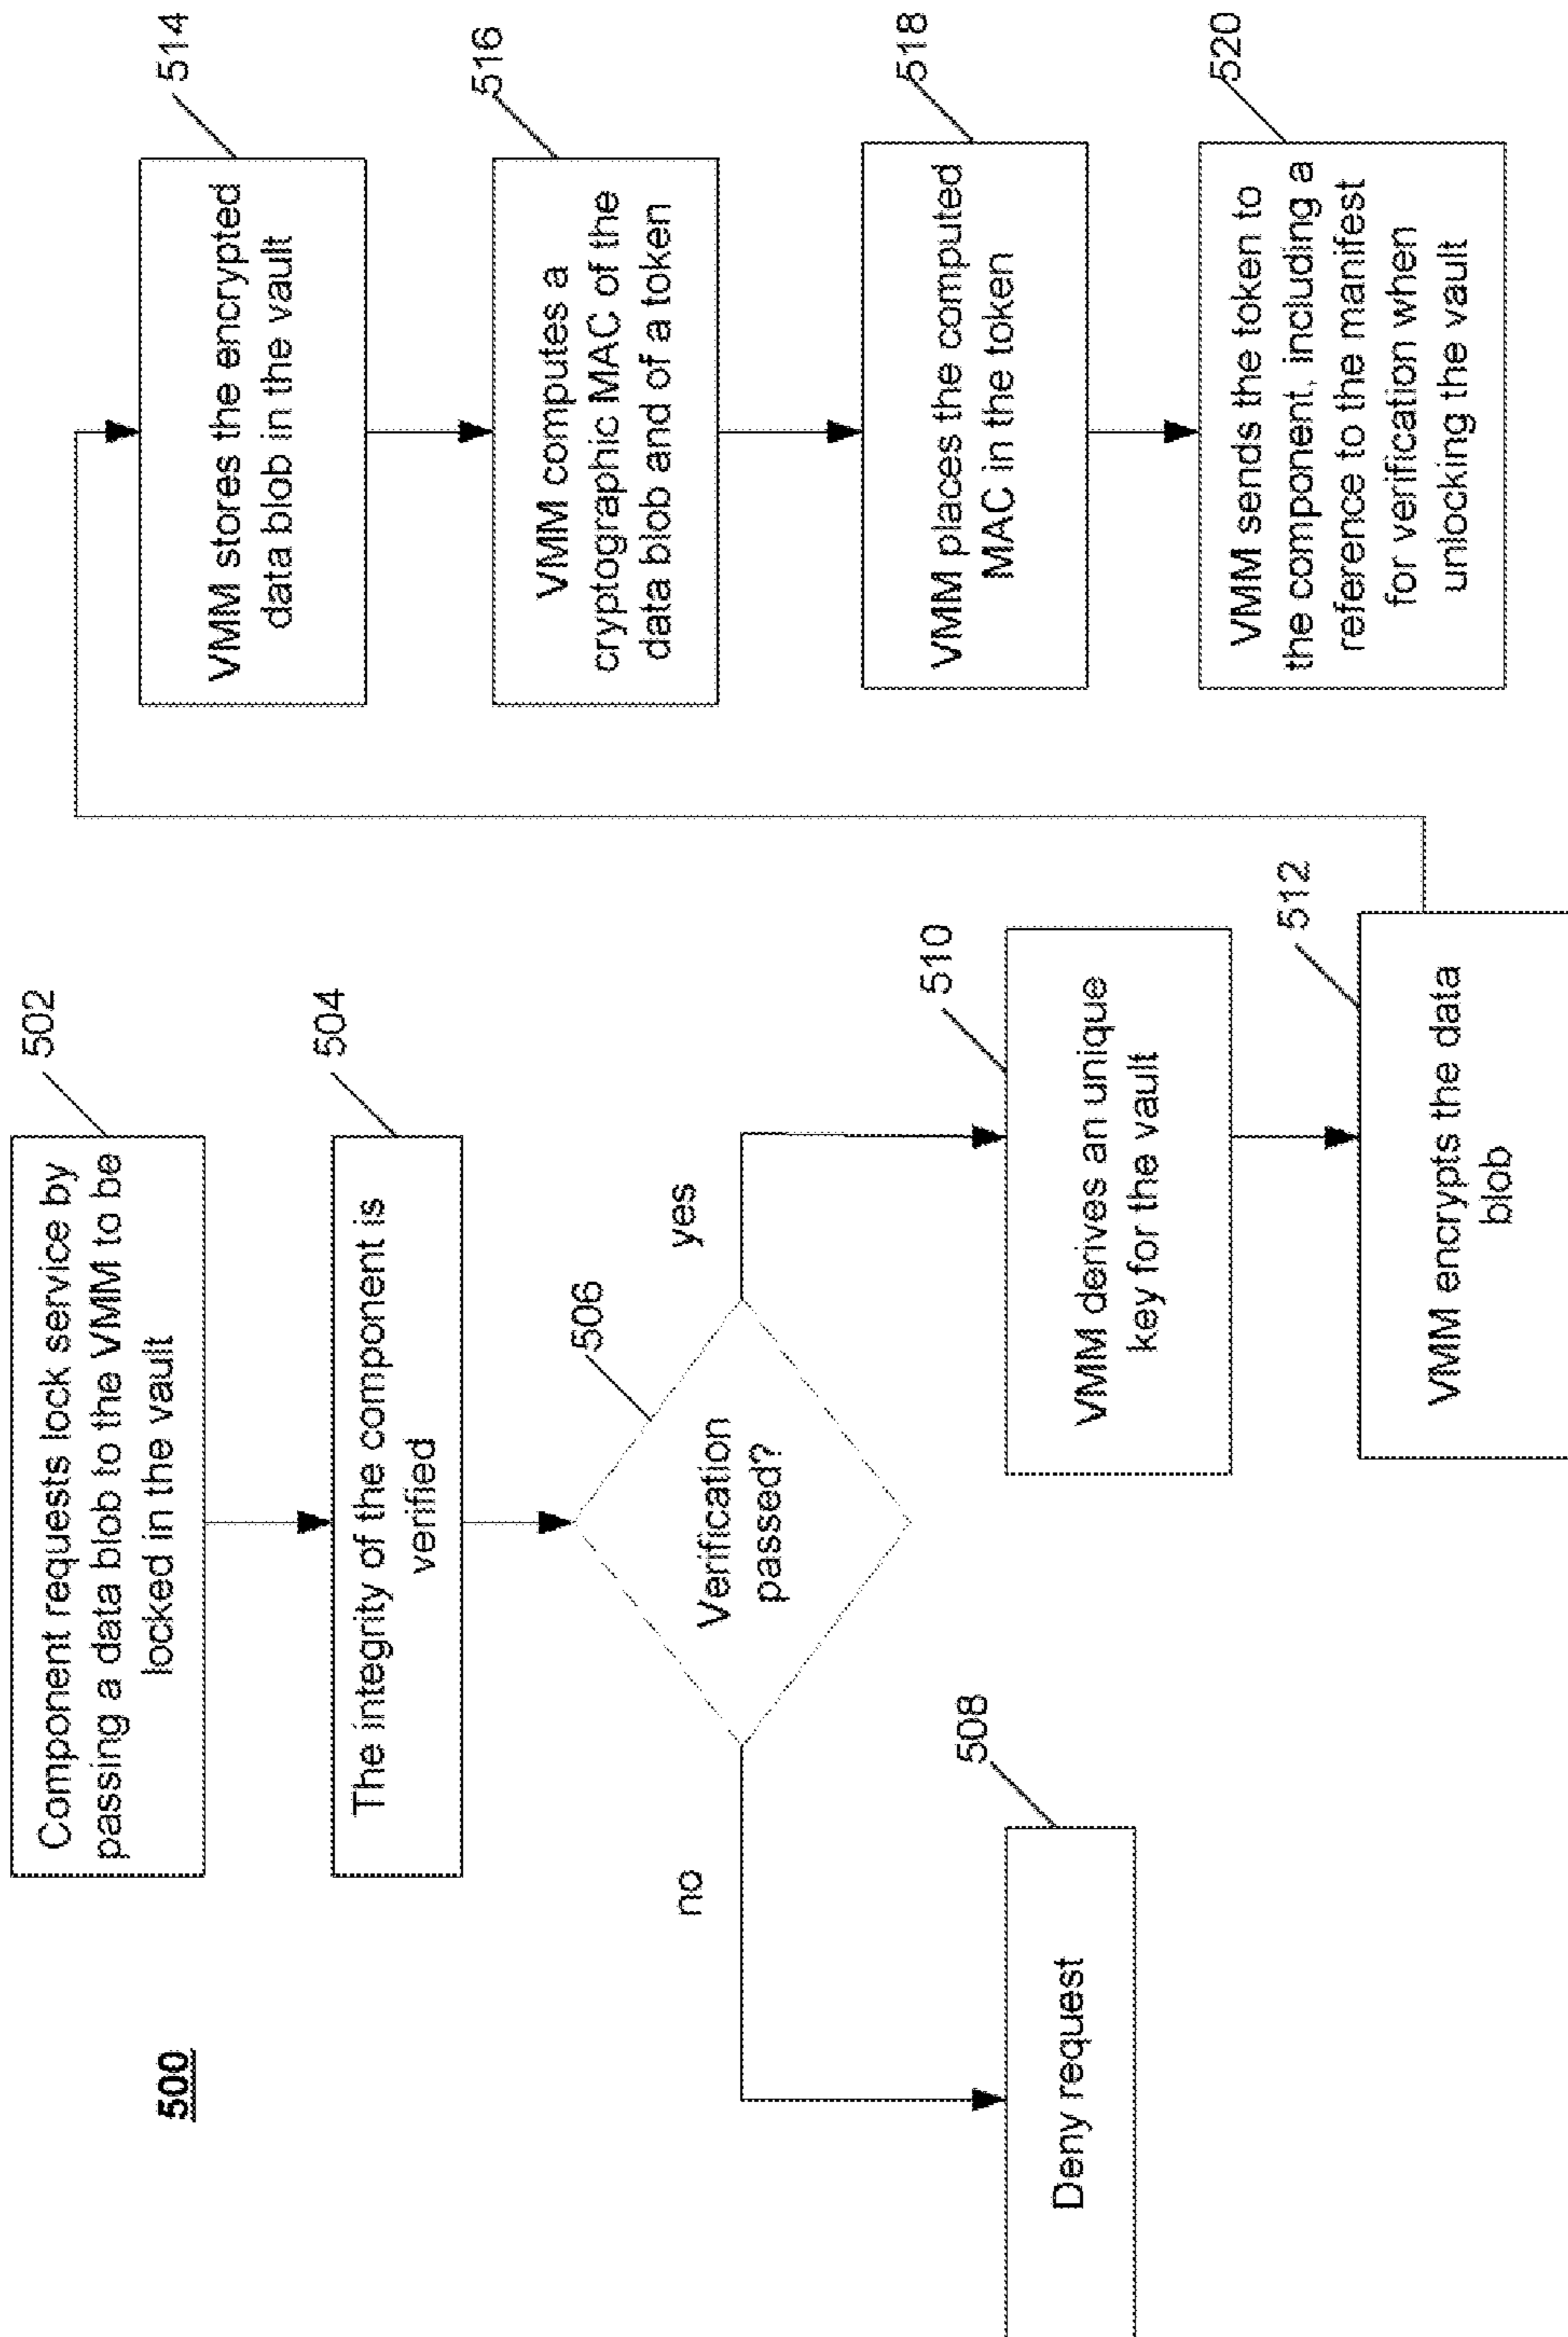 500
Component requests lock service by
passing a data blob to the VMM to be
locked in the vault
502
The integrity of the component is
verified
504
Verification
passed?
506
no
yes
Deny request
508
VMM derives an unique
key for the vault
510
VMM encrypts the data
blob
512
VMM stores the encrypted
data blob in the vault
514
VMM computes a
cryptographic MAC of the
data blob and of a token
516
VMM places the computed
MAC in the token
518
VMM sends the token to
the component, including a
reference to the manifest
for verification when
unlocking the vault
520